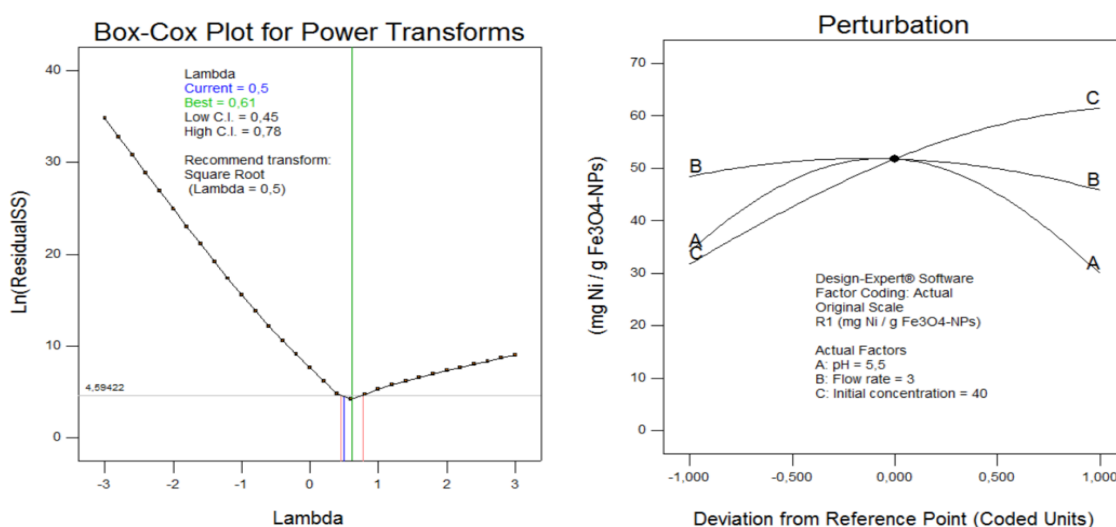 Box-Cox Plot for Power Transforms
Lambda
Current = 0,5
Best = 0,61
Low C.I. = 0,45
High C.I. = 0,78
Recommend transform:
Square Root
(Lambda = 0,5)
Ln(ResidualSS)
40
30
20
10
0
4,59422
-3
-2
-1
0
1
2
3
Lambda
Perturbation
(mg Ni / g Fe3O4-NPs)
70
60
50
40
30
20
10
0
B
A
C
C
B
A
Design-Expert® Software
Factor Coding: Actual
Original Scale
R1 (mg Ni / g Fe3O4-NPs)
Actual Factors
A: pH = 5,5
B: Flow rate = 3
C: Initial concentration = 40
-1,000
-0,500
0,000
0,500
1,000
Deviation from Reference Point (Coded Units)